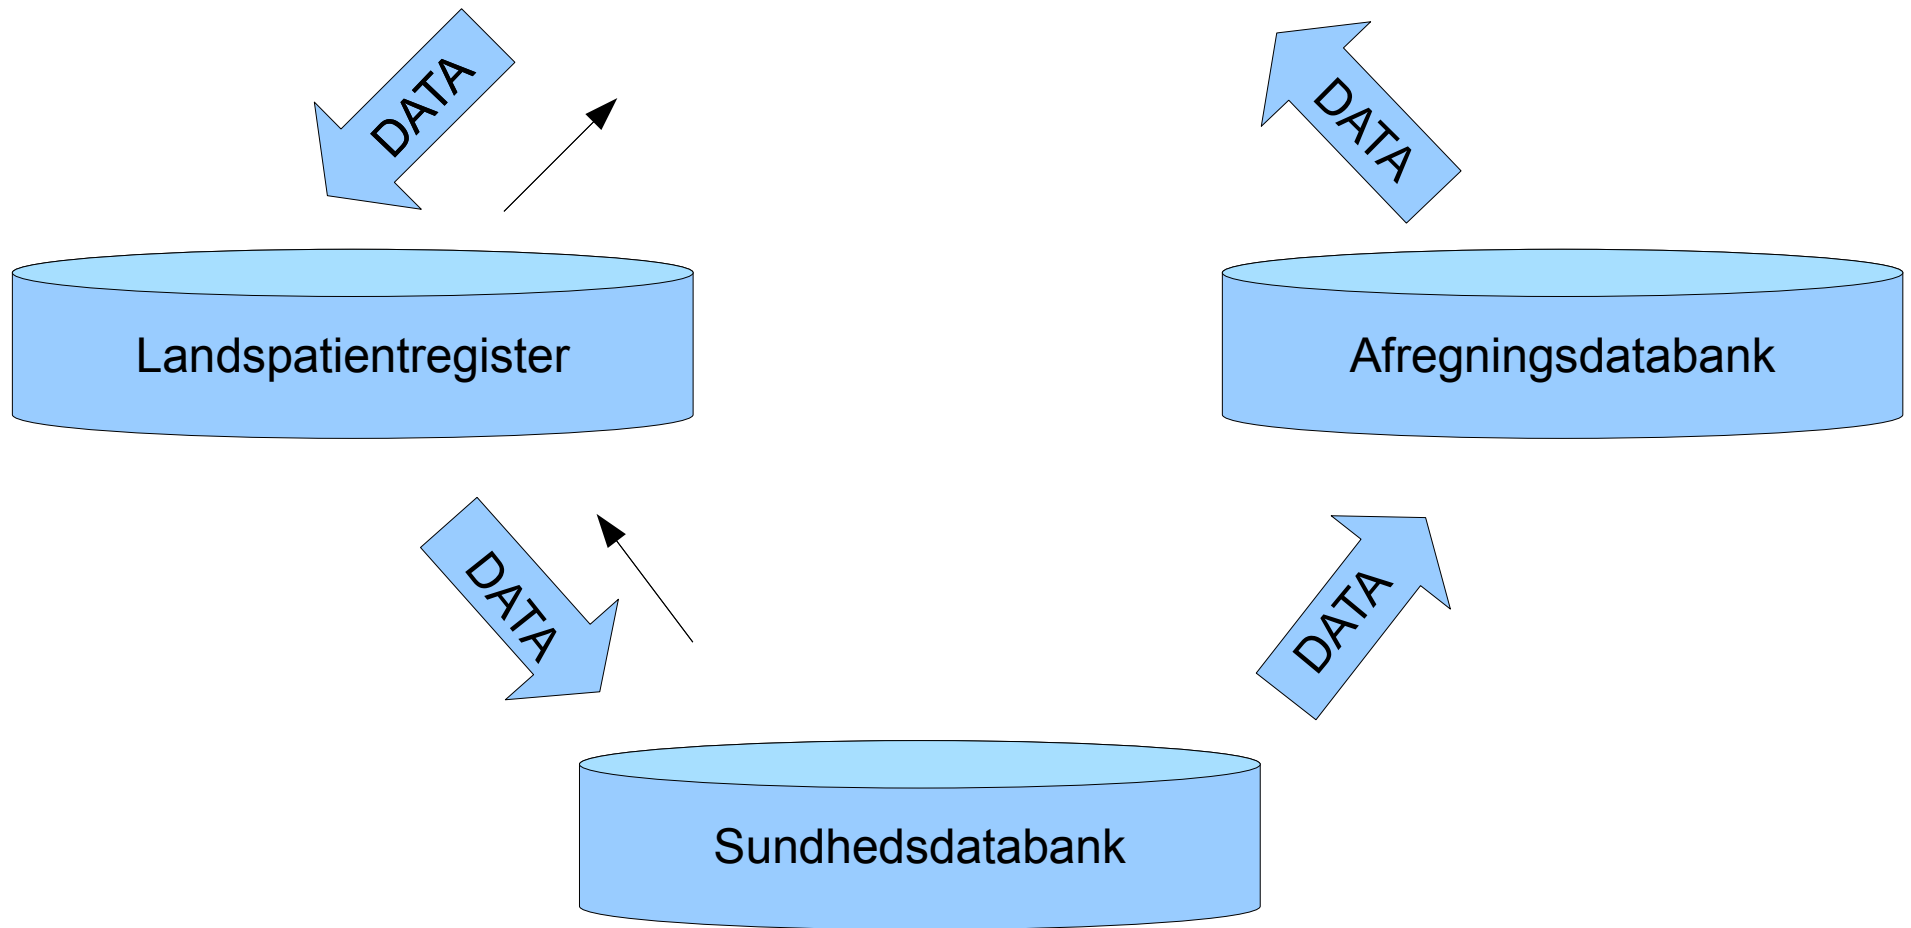 DATA
DATA
Landspatientregister
Afregningsdatabank
DATA
DATA
Sundhedsdatabank